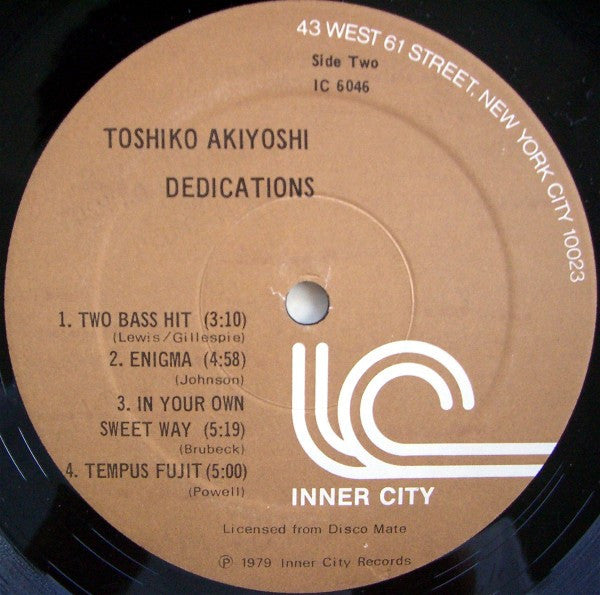 43 WEST 61 STREET, NEW YORK CITY 10023
Side Two
IC 6046
TOSHIKO AKIYOSHI
DEDICATIONS
1. TWO BASS HIT (3:10)
(Lewis/Gillespie)
2. ENIGMA (4:58)
(Johnson)
3. IN YOUR OWN
SWEET WAY (5:19)
(Brubeck)
4. TEMPUS FUJIT (5:00)
(Powell)
IC
INNER CITY
Licensed from Disco Mate
℗ 1979 Inner City Records